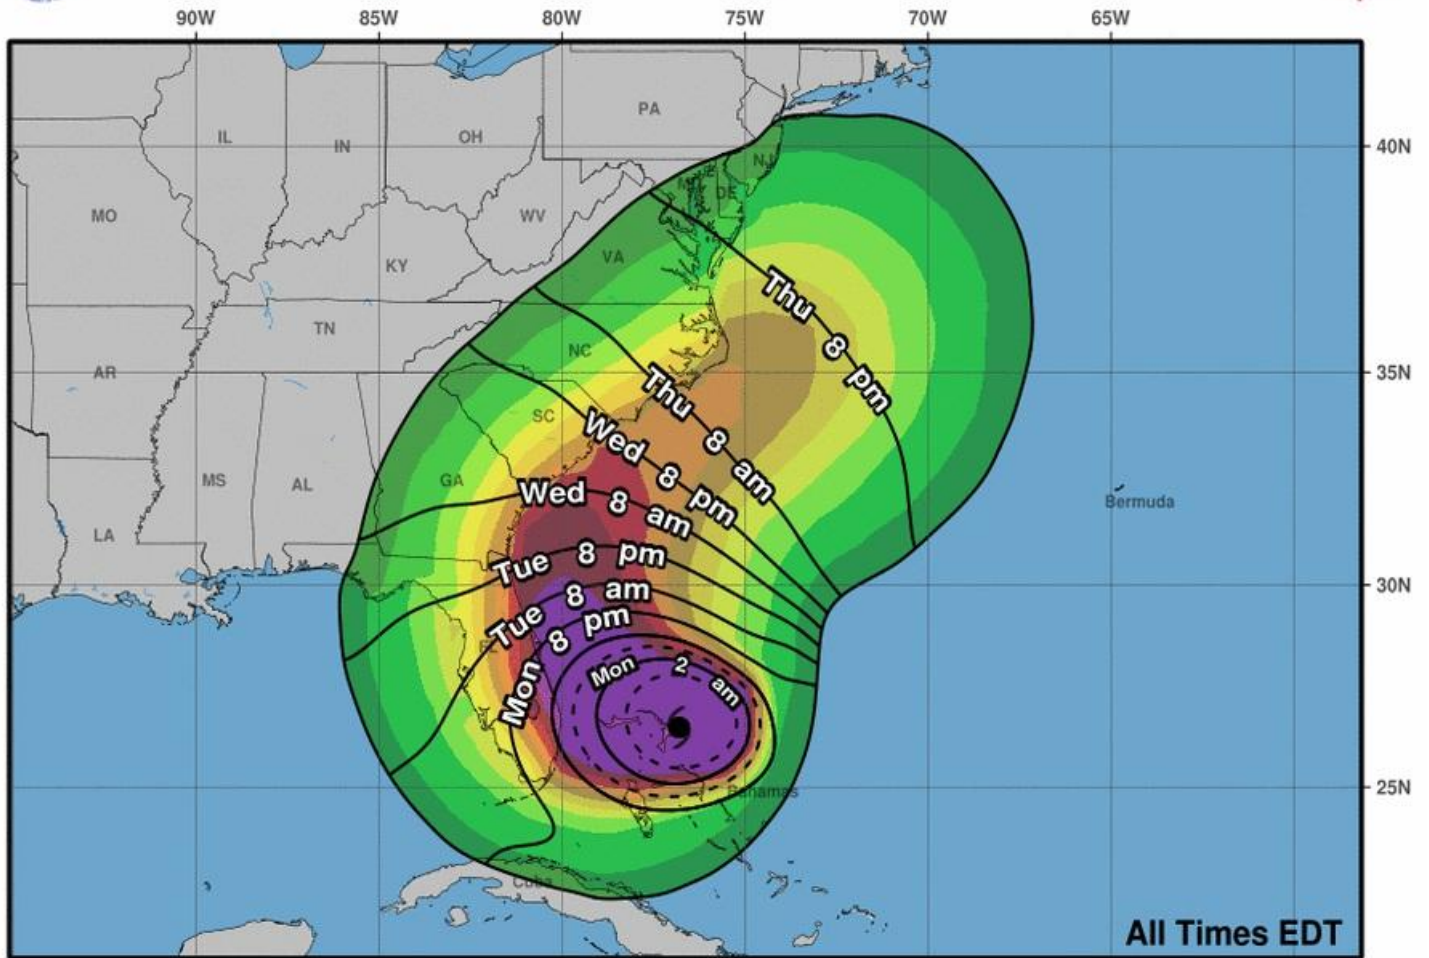 90W 85W 80W 75W 70W 65W
PA
IL IN OH 40N
NJ
DE
MO WV
VA
KY
Thu 8 pm
TN
NC
AR 35N
Thu 8 am
SC
Wed 8 pm
MS AL GA
Wed 8 am
Bermuda
LA
Tue 8 pm
30N
Tue 8 am
Mon 8 pm
FL
Mon 2 am
25N
Bahamas
Cuba
All Times EDT